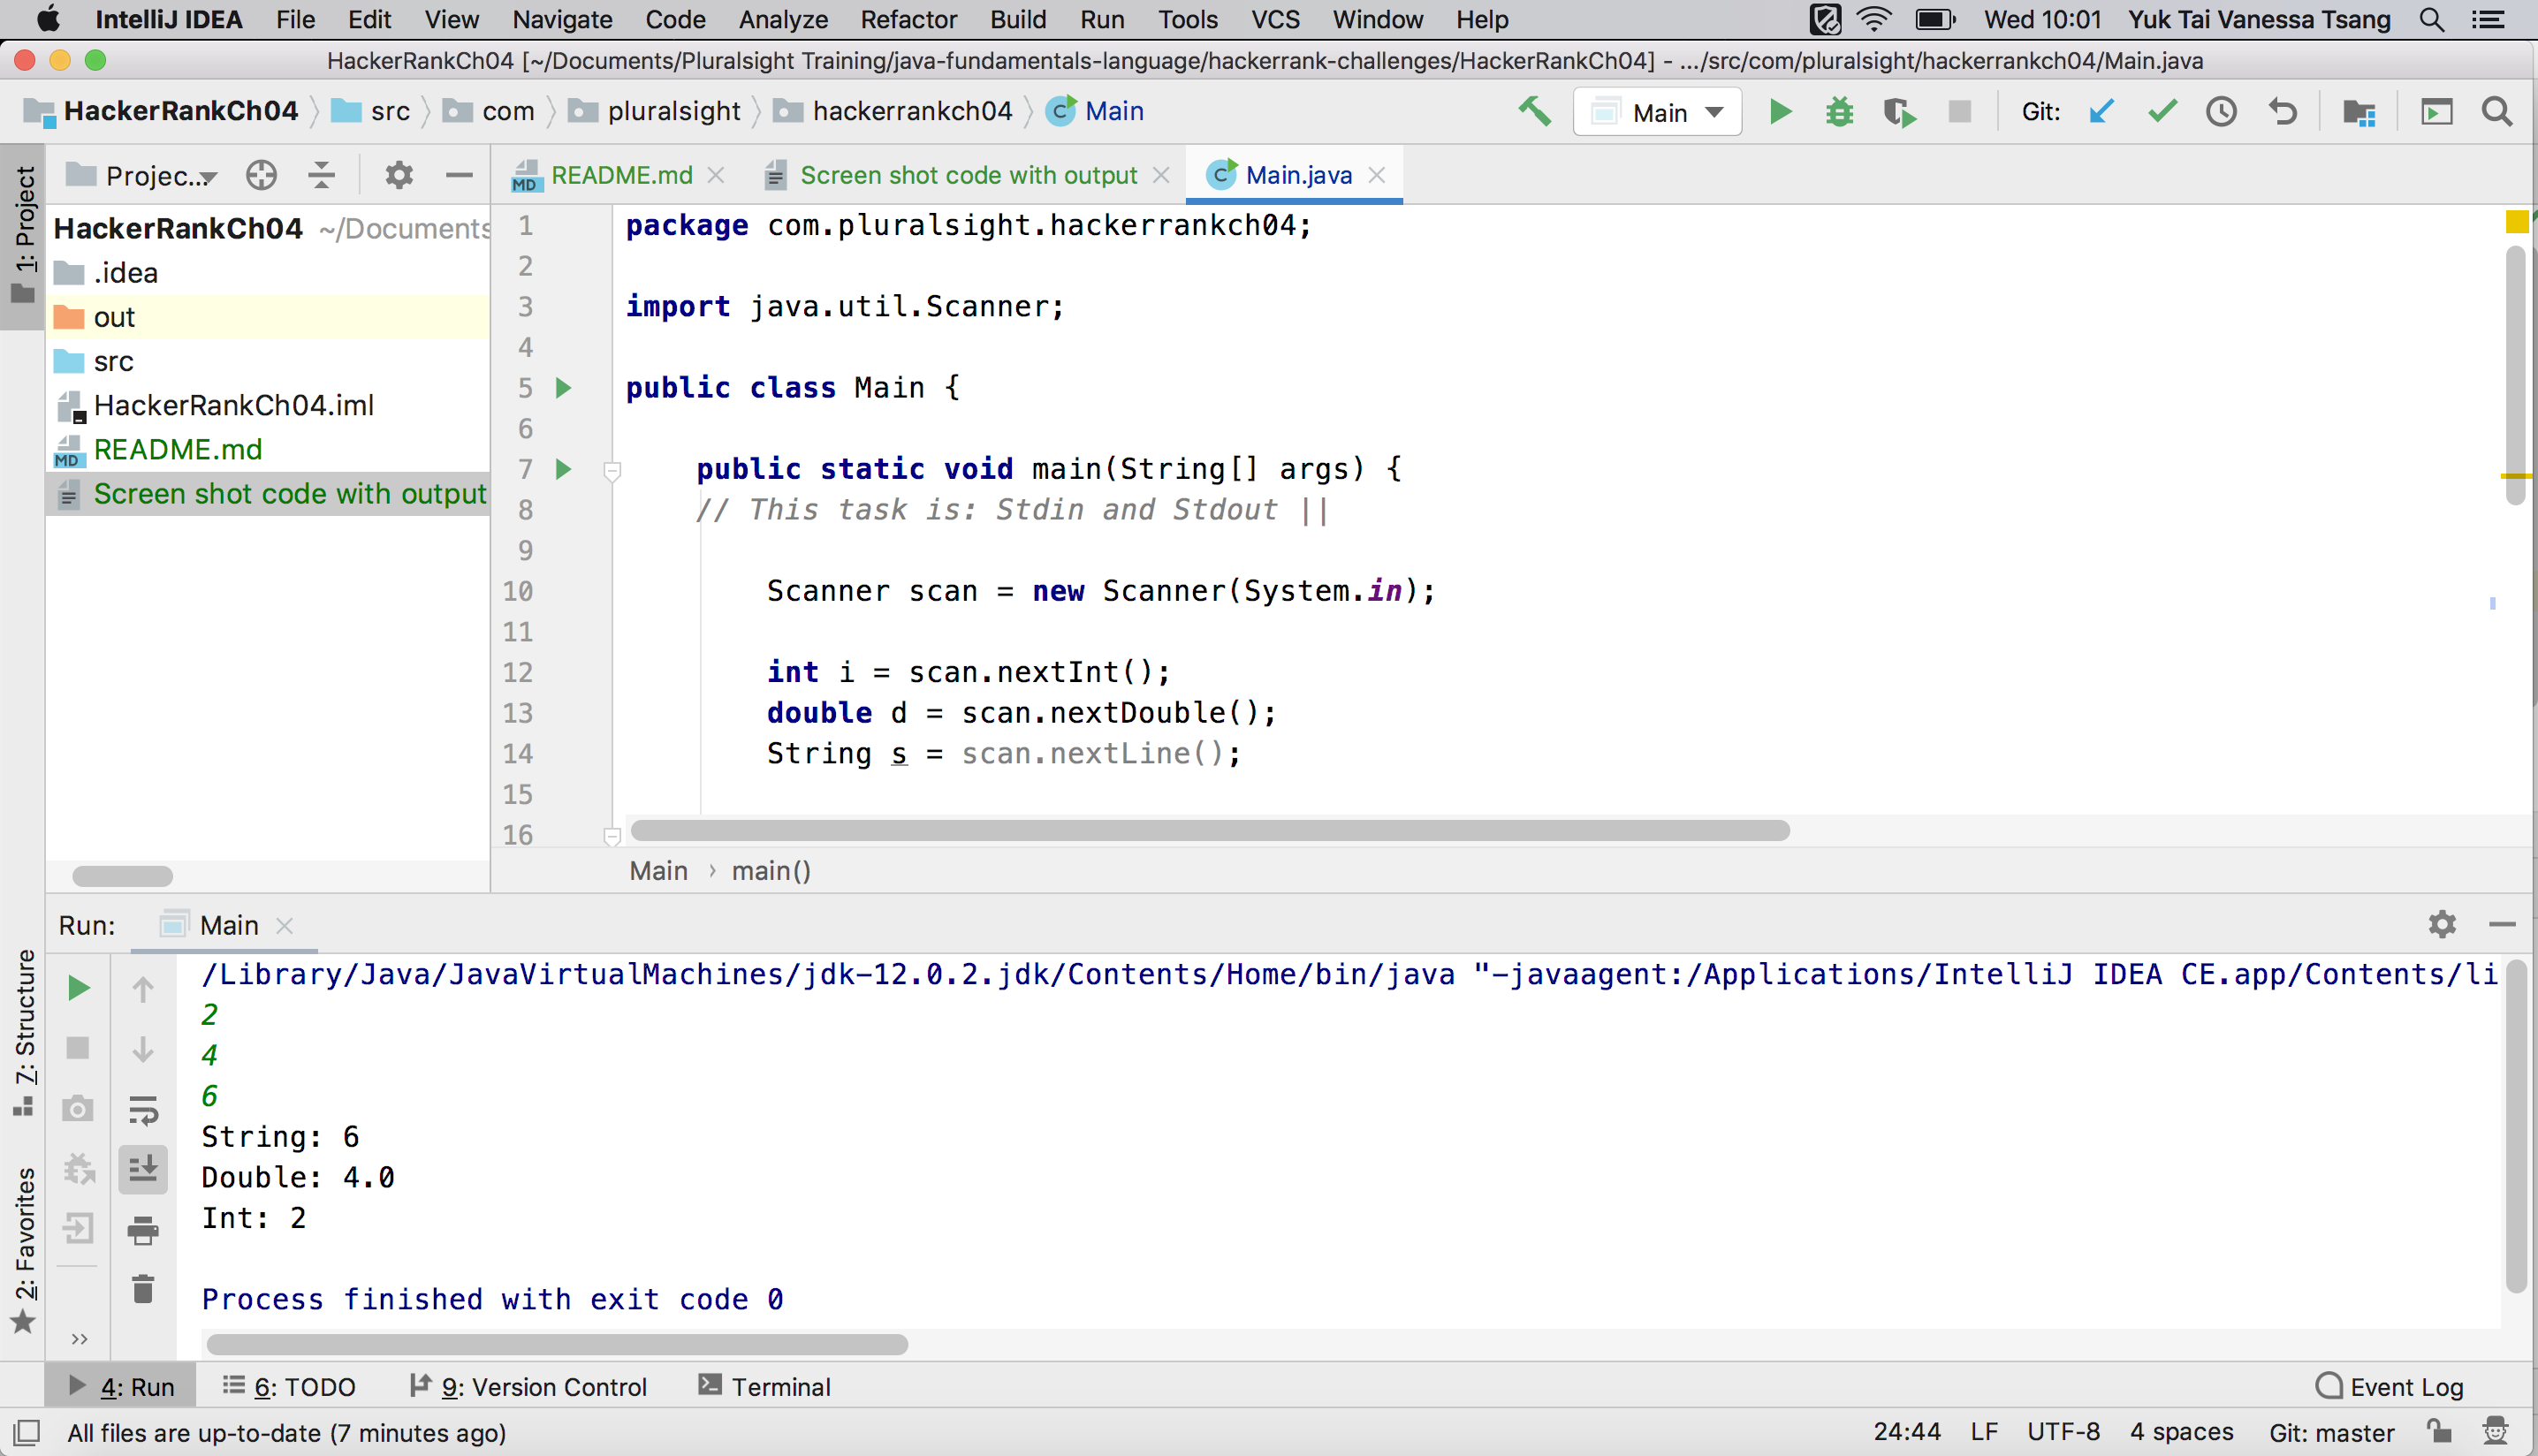 IntelliJ IDEA File Edit View Navigate Code Analyze Refactor Build Run Tools VCS Window Help Wed 10:01 Yuk Tai Vanessa Tsang
HackerRankCh04 [~/Documents/Pluralsight Training/java-fundamentals-language/hackerrank-challenges/HackerRankCh04] - .../src/com/pluralsight/hackerrankch04/Main.java
HackerRankCh04 src com pluralsight hackerrankch04 C Main Main Git:
1: Project
Projec...
MD README.md Screen shot code with output C Main.java
HackerRankCh04 ~/Documents
.idea
out
src
HackerRankCh04.iml
MD README.md
Screen shot code with output
1 package com.pluralsight.hackerrankch04;
2
3 import java.util.Scanner;
4
5 public class Main {
6
7 public static void main(String[] args) {
8 // This task is: Stdin and Stdout ||
9
10 Scanner scan = new Scanner(System.in);
11
12 int i = scan.nextInt();
13 double d = scan.nextDouble();
14 String s = scan.nextLine();
15
16
Main › main()
Run: Main
7: Structure
2: Favorites
/Library/Java/JavaVirtualMachines/jdk-12.0.2.jdk/Contents/Home/bin/java "-javaagent:/Applications/IntelliJ IDEA CE.app/Contents/li
2
4
6
String: 6
Double: 4.0
Int: 2
Process finished with exit code 0
»
4: Run 6: TODO 9: Version Control Terminal Event Log
All files are up-to-date (7 minutes ago) 24:44 LF UTF-8 4 spaces Git: master